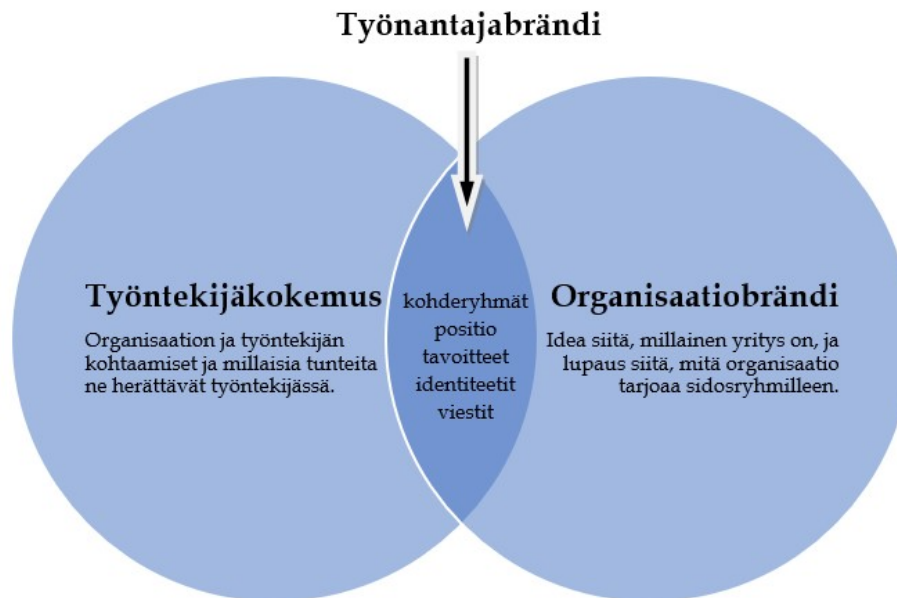 Työnantajabrändi
Työntekijäkokemus
Organisaation ja työntekijän
kohtaamiset ja millaisia tunteita
ne herättävät työntekijässä.
kohderyhmät
positio
tavoitteet
identiteetit
viestit
Organisaatiobrändi
Idea siitä, millainen yritys on, ja
lupaus siitä, mitä organisaatio
tarjoaa sidosryhmilleen.